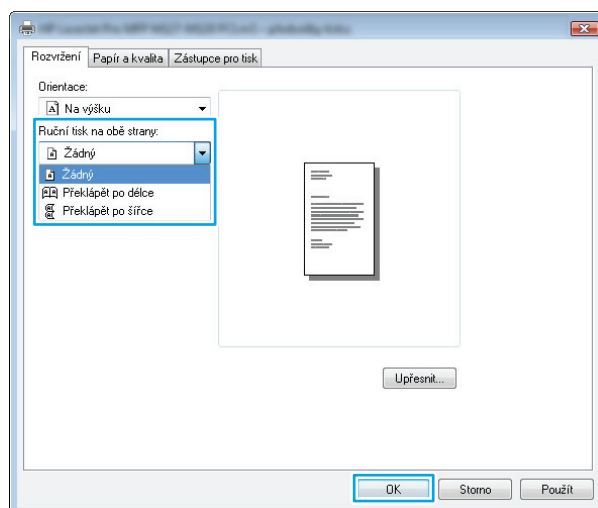 Rozvržení Papír a kvalita Zástupce pro tisk
Orientace:
Na výšku
Ruční tisk na obě strany:
Žádný
Žádný
Překlápět po délce
Překlápět po šířce
Upřesnit...
OK Storno Použít